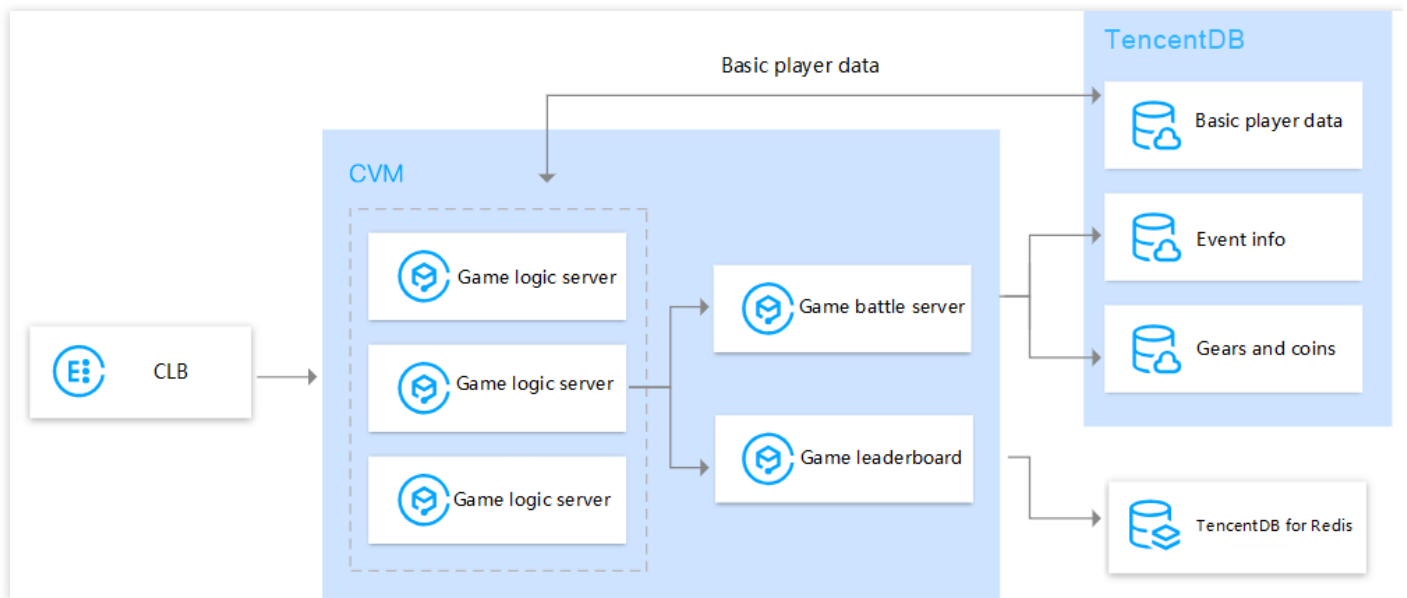 TencentDB
Basic player data
Basic player data
CVM
Game logic server
Event info
Game battle server
Gears and coins
CLB
Game logic server
Game leaderboard
Game logic server
TencentDB for Redis